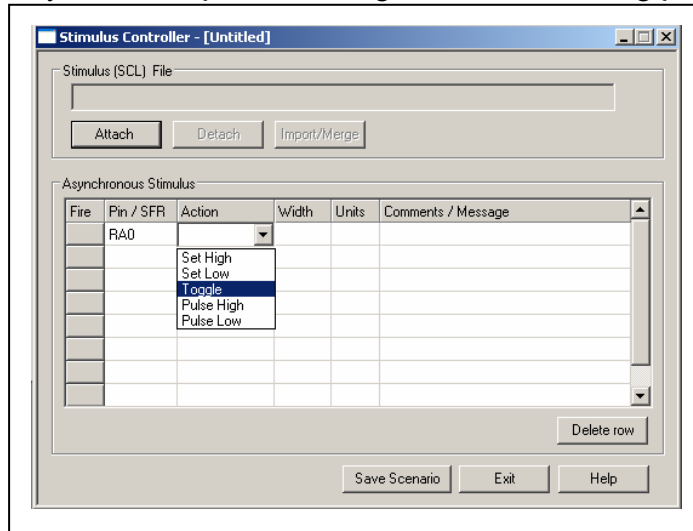 Stimulus Controller - [Untitled]
Stimulus (SCL) File
Attach Detach Import/Merge
Asynchronous Stimulus
Fire Pin / SFR Action Width Units Comments / Message
RA0
Set High
Set Low
Toggle
Pulse High
Pulse Low
Delete row
Save Scenario Exit Help